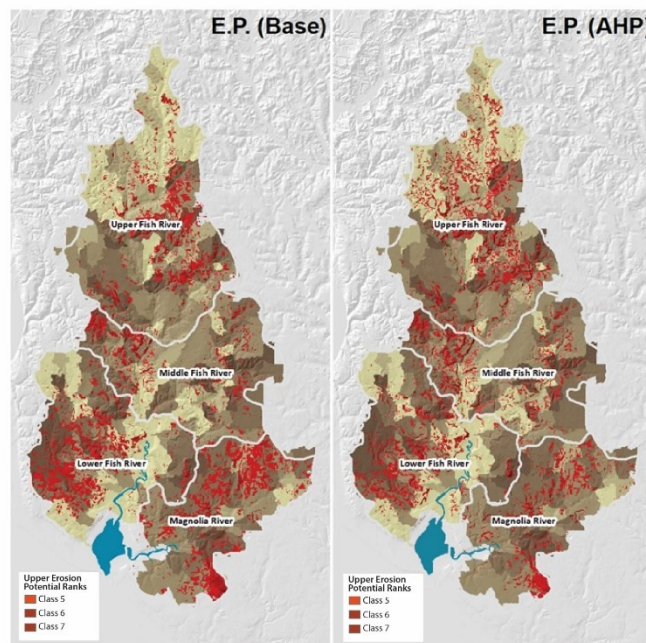 E.P. (Base)
Upper Fish River
Middle Fish River
Lower Fish River
Magnolia River
Upper Erosion
Potential Ranks
Class 5
Class 6
Class 7
E.P. (AHP)
Upper Fish River
Middle Fish River
Lower Fish River
Magnolia River
Upper Erosion
Potential Ranks
Class 5
Class 6
Class 7